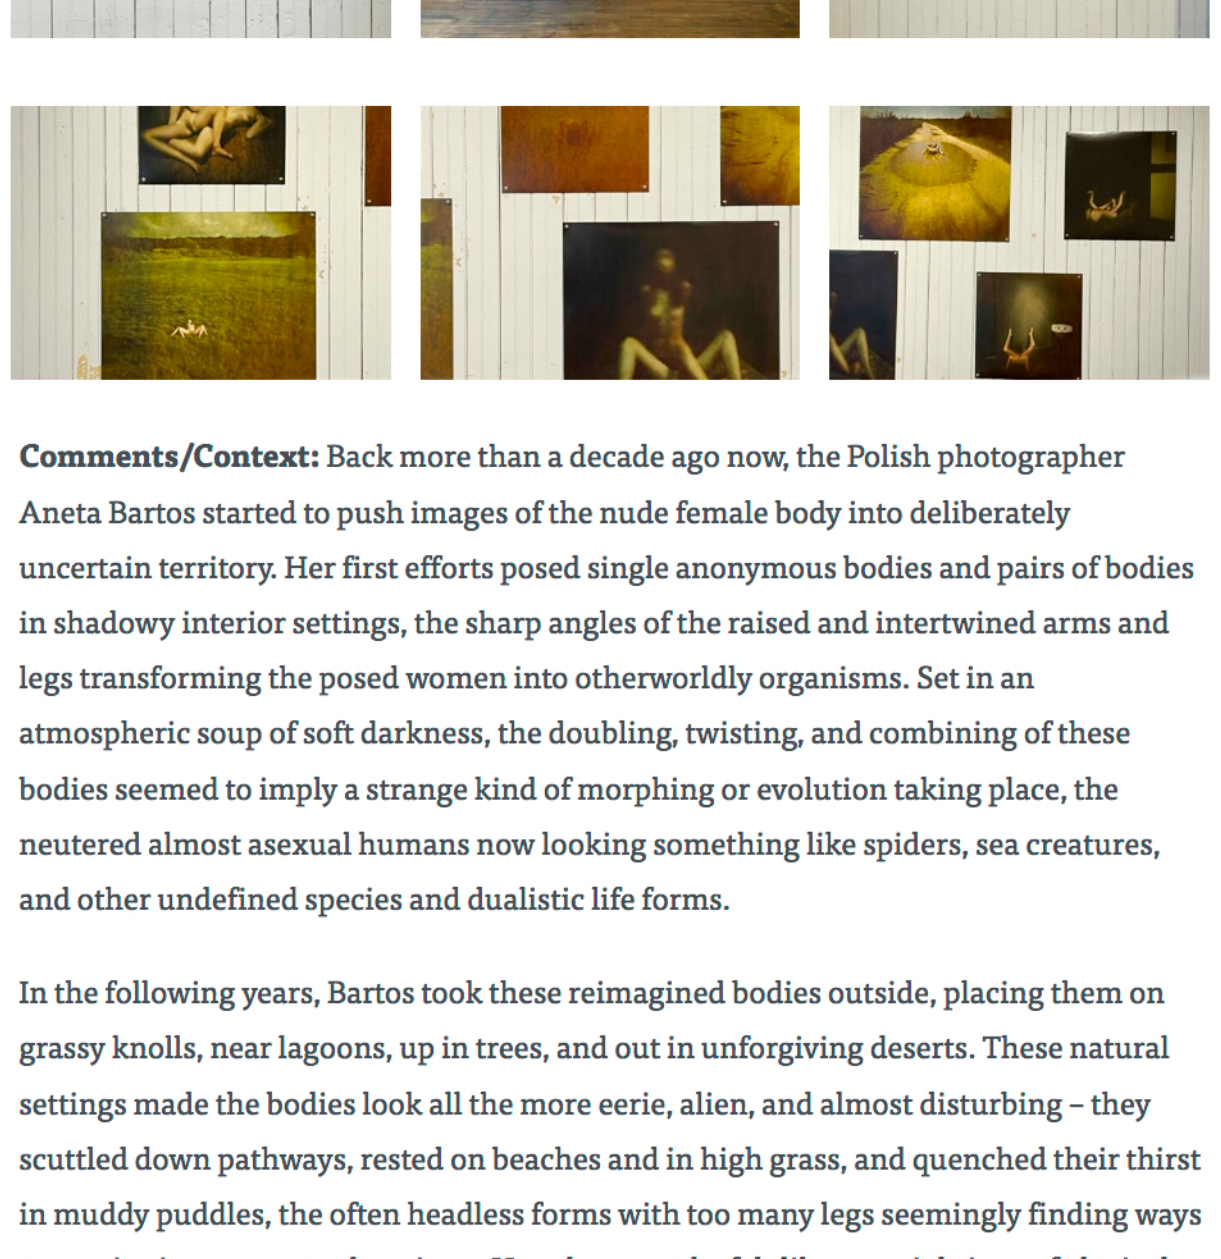 Comments/Context: Back more than a decade ago now, the Polish photographer
Aneta Bartos started to push images of the nude female body into deliberately
uncertain territory. Her first efforts posed single anonymous bodies and pairs of bodies
in shadowy interior settings, the sharp angles of the raised and intertwined arms and
legs transforming the posed women into otherworldly organisms. Set in an
atmospheric soup of soft darkness, the doubling, twisting, and combining of these
bodies seemed to imply a strange kind of morphing or evolution taking place, the
neutered almost asexual humans now looking something like spiders, sea creatures,
and other undefined species and dualistic life forms.
In the following years, Bartos took these reimagined bodies outside, placing them on
grassy knolls, near lagoons, up in trees, and out in unforgiving deserts. These natural
settings made the bodies look all the more eerie, alien, and almost disturbing – they
scuttled down pathways, rested on beaches and in high grass, and quenched their thirst
in muddy puddles, the often headless forms with too many legs seemingly finding ways